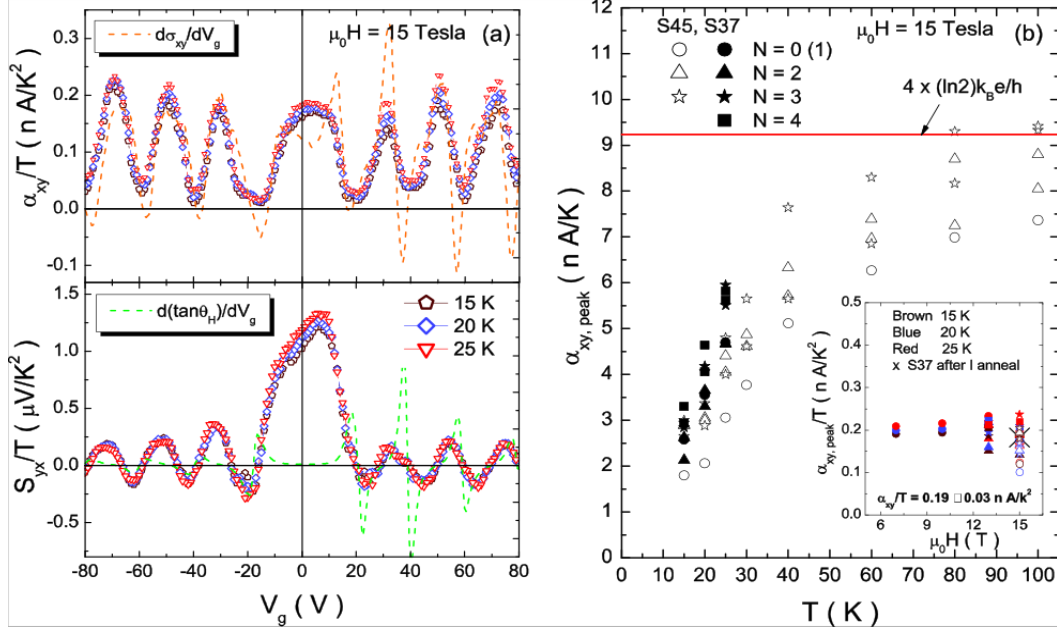 dσxy/dVg
μ0H = 15 Tesla
(a)
0.3
0.2
0.1
0.0
-0.1
αxy/T ( n A/K²)
d(tanθH)/dVg
15 K
20 K
25 K
1.5
1.0
0.5
0.0
-0.5
Syx/T ( μV/K²)
-80 -60 -40 -20 0 20 40 60 80
Vg ( V )
S45, S37
μ0H = 15 Tesla
(b)
N = 0 (1)
N = 2
N = 3
N = 4
4 x (ln2)kBe/h
12
11
10
9
8
7
6
5
4
3
2
1
0
αxy, peak ( n A/K)
0 10 20 30 40 50 60 70 80 90 100
T ( K )
Brown 15 K
Blue 20 K
Red 25 K
x S37 after I anneal
0.5
0.4
0.3
0.2
0.1
0.0
αxy, peak/T ( n A/K²)
αxy/T = 0.19 □ 0.03 n A/k²
6 8 10 12 14 16
μ0H ( T )